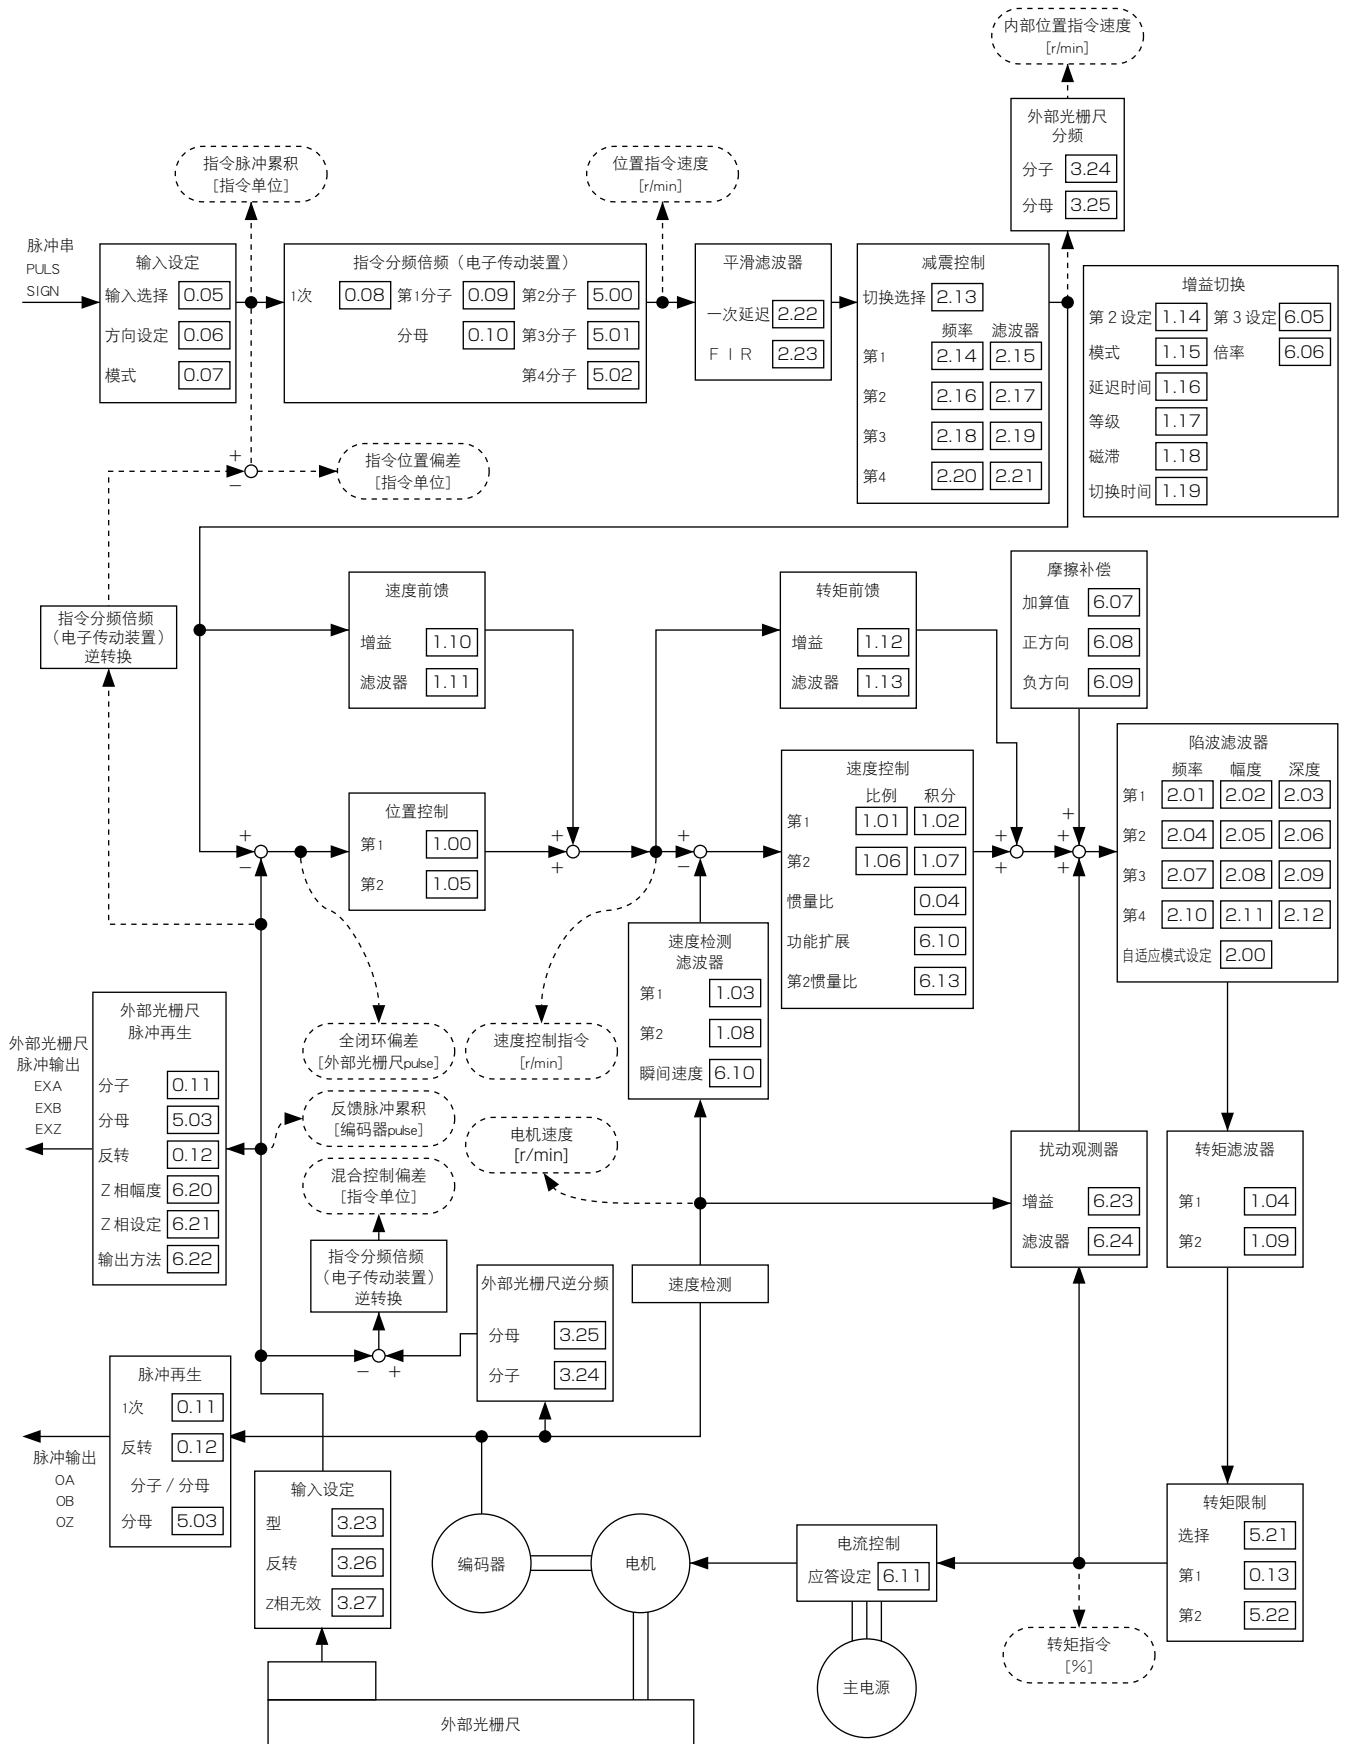 内部位置指令速度
[r/min]
外部光栅尺
分频
分子 3.24
分母 3.25
指令脉冲累积
[指令单位]
位置指令速度
[r/min]
脉冲串
PULS
SIGN
输入设定
输入选择 0.05
方向设定 0.06
模式 0.07
指令分频倍频（电子传动装置）
1次 0.08 第1分子 0.09 第2分子 5.00
分母 0.10 第3分子 5.01
第4分子 5.02
平滑滤波器
一次延迟 2.22
ＦＩＲ 2.23
减震控制
切换选择 2.13
频率 滤波器
第1 2.14 2.15
第2 2.16 2.17
第3 2.18 2.19
第4 2.20 2.21
增益切换
第２设定 1.14 第３设定 6.05
模式 1.15 倍率 6.06
延迟时间 1.16
等级 1.17
磁滞 1.18
切换时间 1.19
+
−
指令位置偏差
[指令单位]
指令分频倍频
（电子传动装置）
逆转换
速度前馈
增益 1.10
滤波器 1.11
转矩前馈
增益 1.12
滤波器 1.13
摩擦补偿
加算值 6.07
正方向 6.08
负方向 6.09
+
−
位置控制
第1 1.00
第2 1.05
+
+
+
−
速度控制
比例 积分
第1 1.01 1.02
第2 1.06 1.07
惯量比 0.04
功能扩展 6.10
第2惯量比 6.13
+
+
+
+
+
陷波滤波器
频率 幅度 深度
第1 2.01 2.02 2.03
第2 2.04 2.05 2.06
第3 2.07 2.08 2.09
第4 2.10 2.11 2.12
自适应模式设定 2.00
速度检测
滤波器
第1 1.03
第2 1.08
瞬间速度 6.10
外部光栅尺
脉冲输出
EXA
EXB
EXZ
外部光栅尺
脉冲再生
分子 0.11
分母 5.03
反转 0.12
Z相幅度 6.20
Z相设定 6.21
输出方法 6.22
全闭环偏差
[外部光栅尺pulse]
速度控制指令
[r/min]
反馈脉冲累积
[编码器pulse]
电机速度
[r/min]
混合控制偏差
[指令单位]
扰动观测器
增益 6.23
滤波器 6.24
转矩滤波器
第1 1.04
第2 1.09
指令分频倍频
（电子传动装置）
逆转换
外部光栅尺逆分频
分母 3.25
分子 3.24
速度检测
− +
脉冲再生
1次 0.11
反转 0.12
分子 / 分母
分母 5.03
脉冲输出
OA
OB
OZ
输入设定
型 3.23
反转 3.26
Z相无效 3.27
编码器
电机
电流控制
应答设定 6.11
转矩限制
选择 5.21
第1 0.13
第2 5.22
转矩指令
[%]
主电源
外部光栅尺